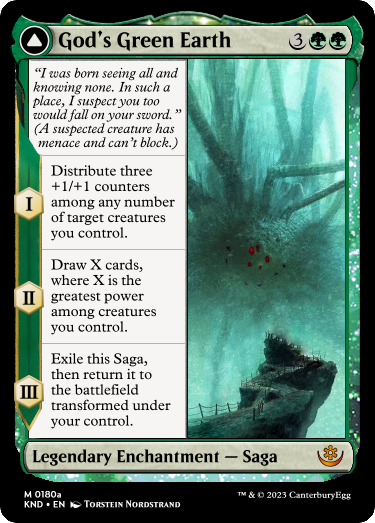 God's Green Earth 3
"I was born seeing all and
knowing none. In such a
place, I suspect you too
would fall on your sword."
(A suspected creature has
menace and can't block.)
I
Distribute three
+1/+1 counters
among any number
of target creatures
you control.
II
Draw X cards,
where X is the
greatest power
among creatures
you control.
III
Exile this Saga,
then return it to
the battlefield
transformed under
your control.
Legendary Enchantment — Saga
M 0180a
KND • EN Torstein Nordstrand
™ & © 2023 CanterburyEgg